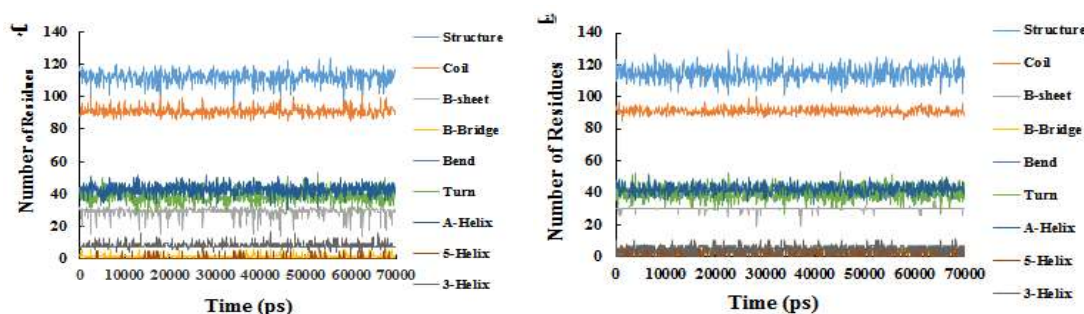 140
120
100
80
60
40
20
0
Number of Residues
0 10000 20000 30000 40000 50000 60000 70000
Time (ps)
Structure
Coil
B-sheet
B-Bridge
Bend
Turn
A-Helix
5-Helix
3-Helix
140
120
100
80
60
40
20
0
Number of Residues
0 10000 20000 30000 40000 50000 60000 70000
Time (ps)
Structure
Coil
B-sheet
B-Bridge
Bend
Turn
A-Helix
5-Helix
3-Helix